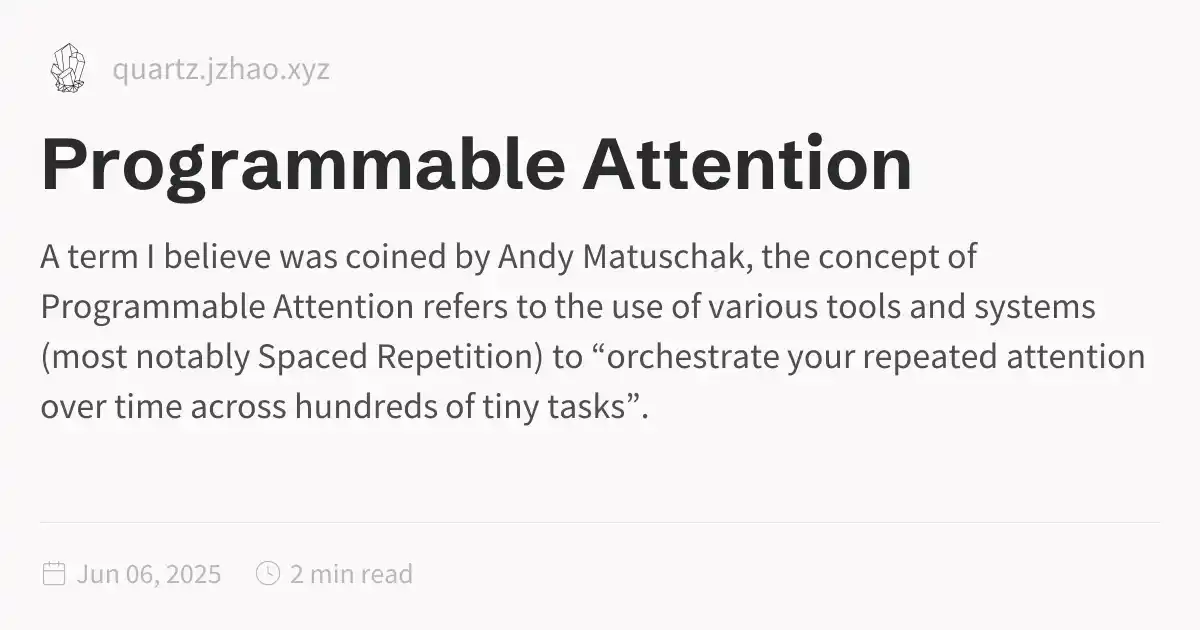 quartz.jzhao.xyz
Programmable Attention
A term I believe was coined by Andy Matuschak, the concept of
Programmable Attention refers to the use of various tools and systems
(most notably Spaced Repetition) to “orchestrate your repeated attention
over time across hundreds of tiny tasks”.
Jun 06, 2025 2 min read